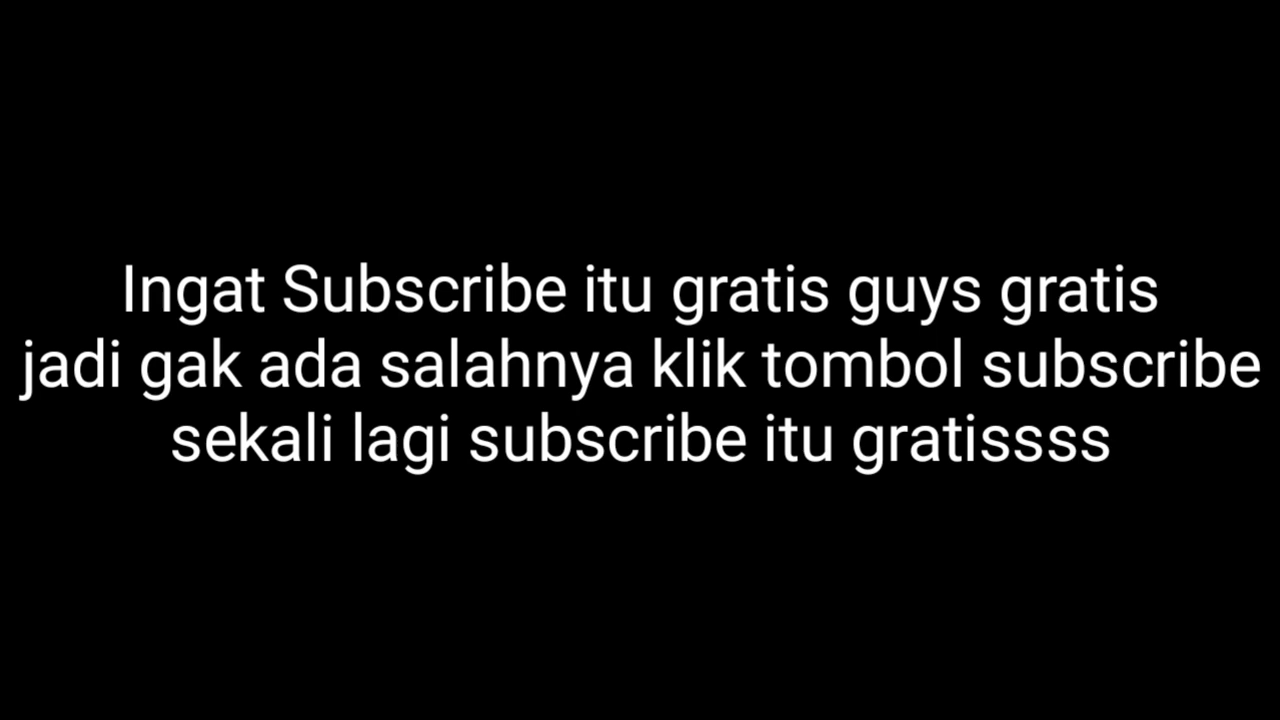 Ingat Subscribe itu gratis guys gratis
jadi gak ada salahnya klik tombol subscribe
sekali lagi subscribe itu gratissss